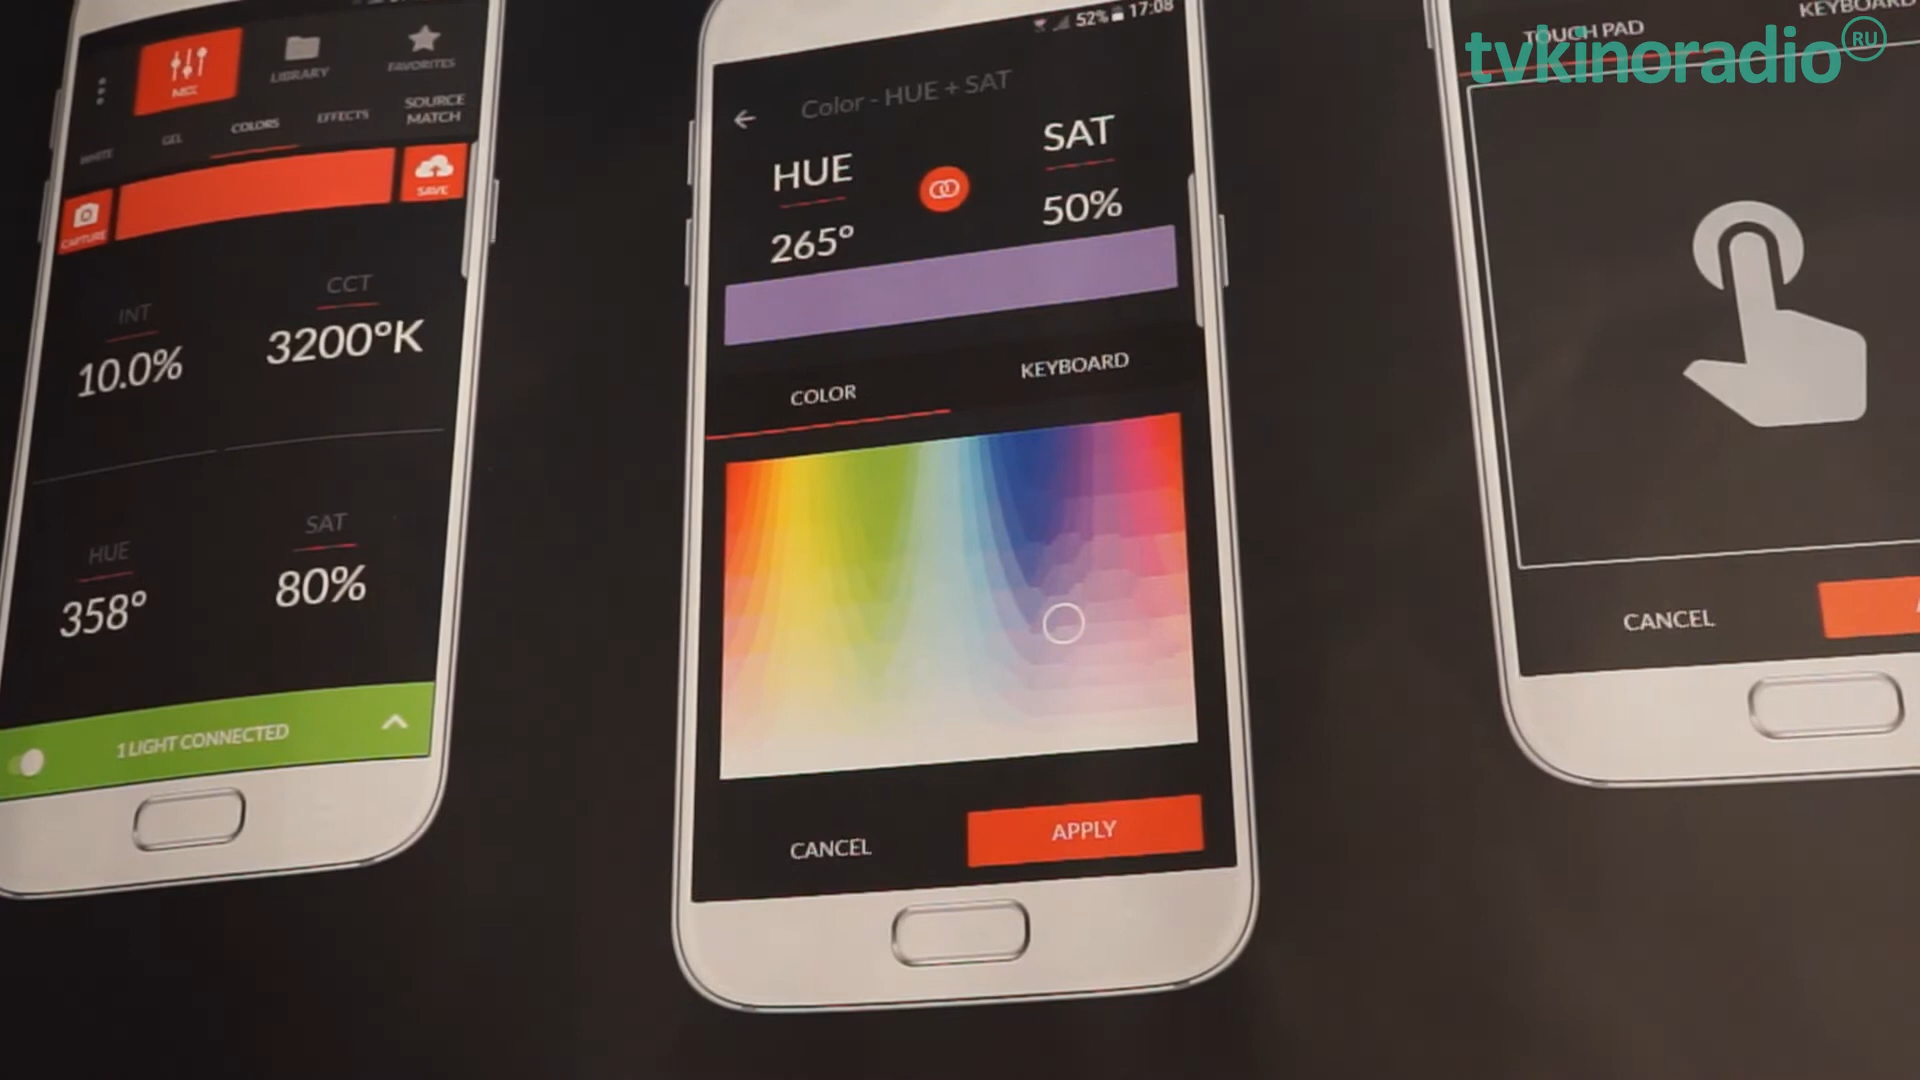 MIX
LIBRARY
FAVORITES
WHITE
GEL
COLORS
EFFECTS
SOURCE
MATCH
CAPTURE
SAVE
INT
10.0%
CCT
3200°K
HUE
358°
SAT
80%
1 LIGHT CONNECTED
52% 17:08
Color - HUE + SAT
HUE
265°
SAT
50%
COLOR
KEYBOARD
CANCEL
APPLY
TOUCH PAD
KEYBOARD
CANCEL
tvkinoradio RU